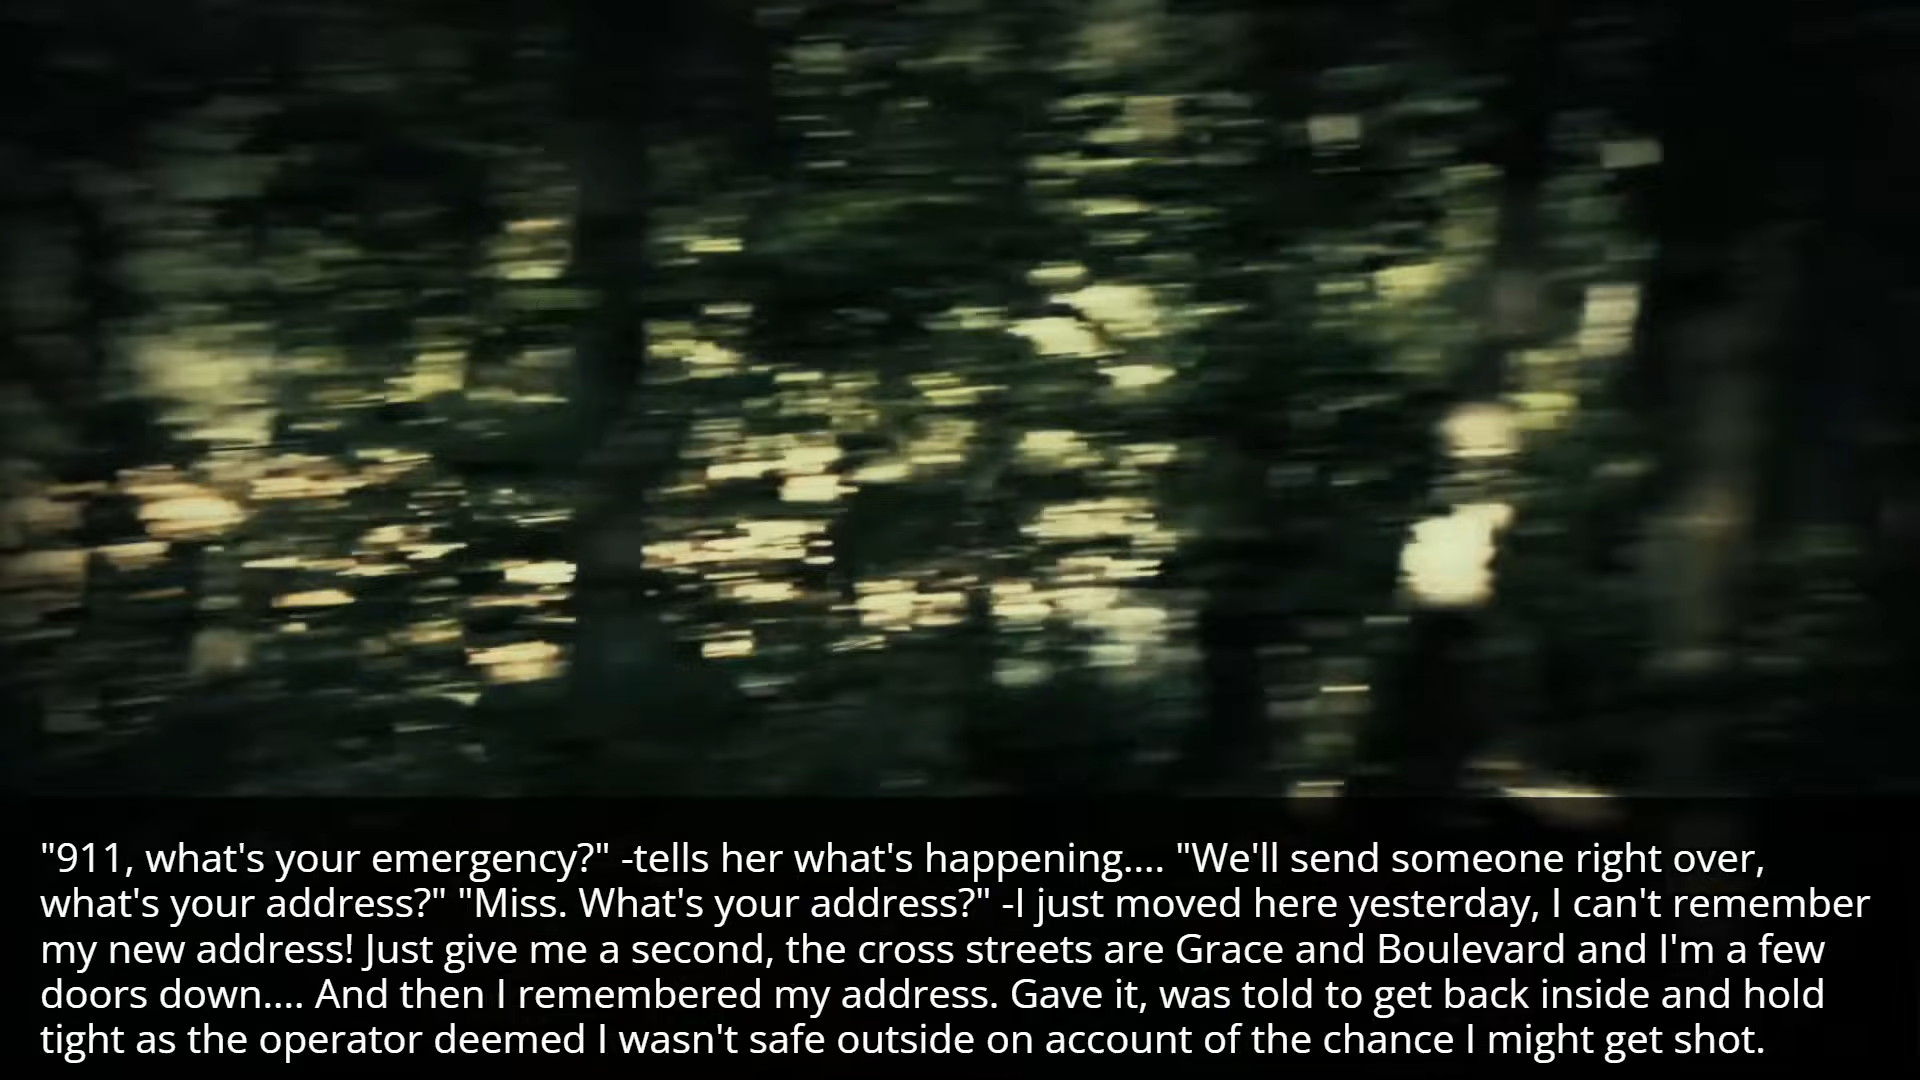 "911, what's your emergency?" -tells her what's happening.... "We'll send someone right over,
what's your address?" "Miss. What's your address?" -I just moved here yesterday, I can't remember
my new address! Just give me a second, the cross streets are Grace and Boulevard and I'm a few
doors down.... And then I remembered my address. Gave it, was told to get back inside and hold
tight as the operator deemed I wasn't safe outside on account of the chance I might get shot.